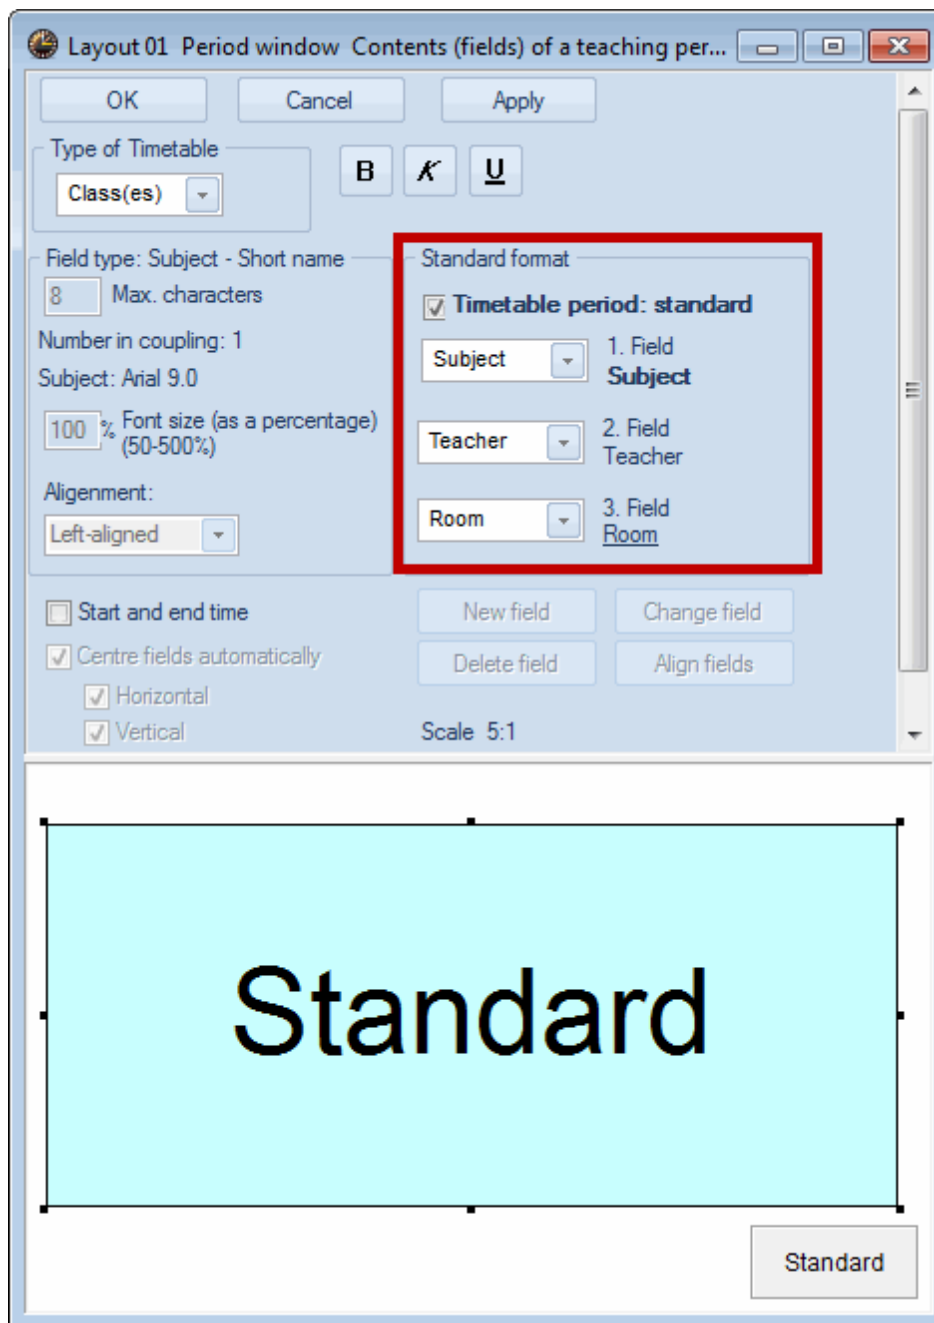 Layout 01 Period window Contents (fields) of a teaching per...
OK
Cancel
Apply
Type of Timetable
Class(es)
B
K
U
Field type: Subject - Short name
8
Max. characters
Number in coupling: 1
Subject: Arial 9.0
100
% Font size (as a percentage)
(50-500%)
Aligenment:
Left-aligned
Standard format
Timetable period: standard
Subject
1. Field
Subject
Teacher
2. Field
Teacher
Room
3. Field
Room
Start and end time
Centre fields automatically
Horizontal
Vertical
New field
Change field
Delete field
Align fields
Scale 5:1
Standard
Standard